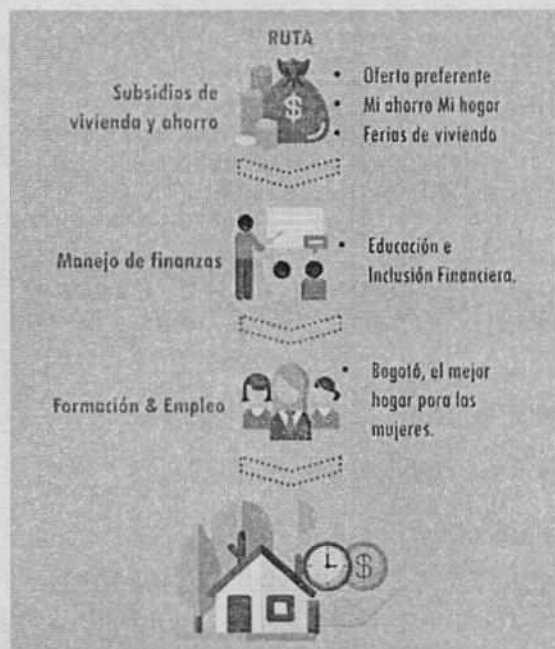 RUTA
Subsidios de
vivienda y ahorro
• Oferta preferente
• Mi ahorro Mi hogar
• Ferias de vivienda
$
Manejo de finanzas
• Educación e
Inclusión Financiera.
Formación & Empleo
• Bogotá, el mejor
hogar para las
mujeres.
$